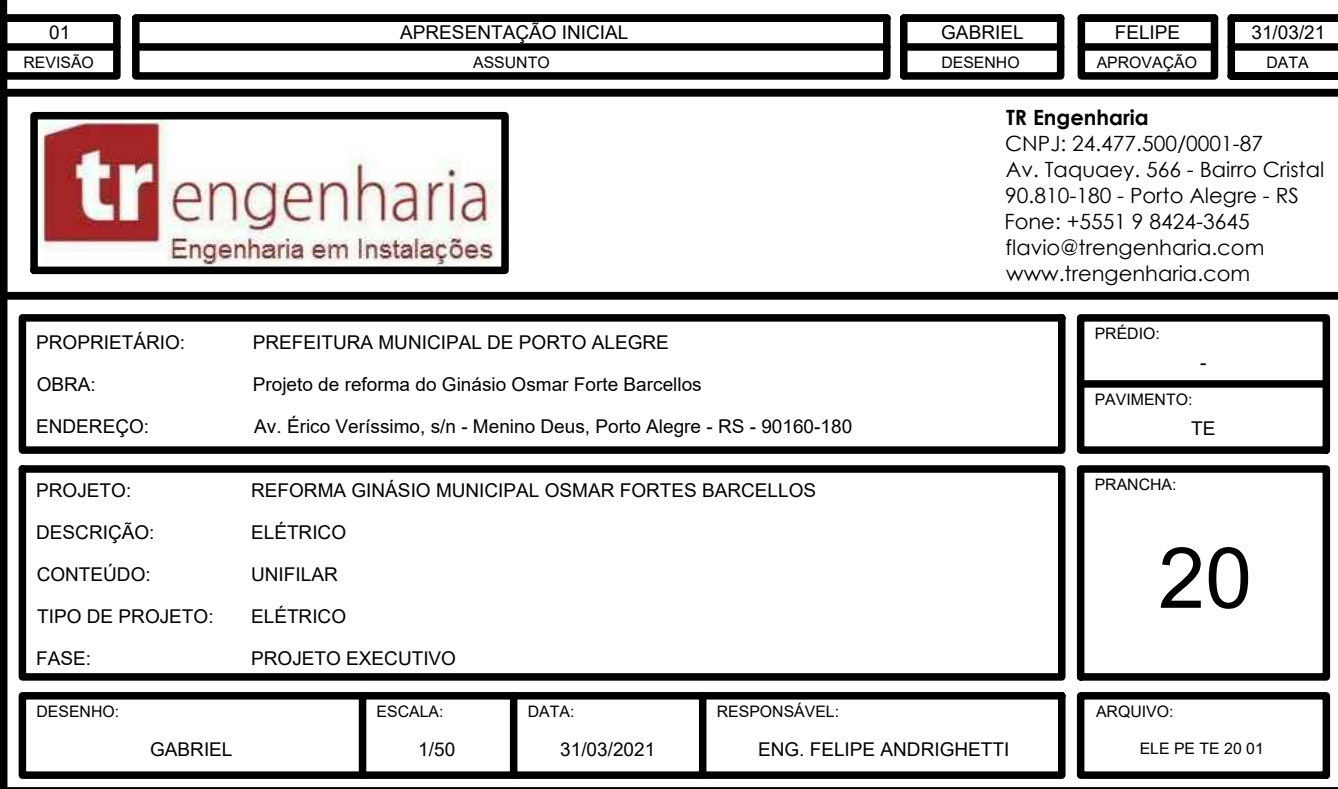 01 APRESENTAÇÃO INICIAL GABRIEL FELIPE 31/03/21
REVISÃO ASSUNTO DESENHO APROVAÇÃO DATA
tr engenharia
Engenharia em Instalações
TR Engenharia
CNPJ: 24.477.500/0001-87
Av. Taquaey. 566 - Bairro Cristal
90.810-180 - Porto Alegre - RS
Fone: +5551 9 8424-3645
flavio@trengenharia.com
www.trengenharia.com
PROPRIETÁRIO: PREFEITURA MUNICIPAL DE PORTO ALEGRE
OBRA: Projeto de reforma do Ginásio Osmar Forte Barcellos
ENDEREÇO: Av. Érico Veríssimo, s/n - Menino Deus, Porto Alegre - RS - 90160-180
PRÉDIO:
-
PAVIMENTO:
TE
PROJETO: REFORMA GINÁSIO MUNICIPAL OSMAR FORTES BARCELLOS
DESCRIÇÃO: ELÉTRICO
CONTEÚDO: UNIFILAR
TIPO DE PROJETO: ELÉTRICO
FASE: PROJETO EXECUTIVO
PRANCHA:
20
DESENHO: ESCALA: DATA: RESPONSÁVEL: ARQUIVO:
GABRIEL 1/50 31/03/2021 ENG. FELIPE ANDRIGHETTI ELE PE TE 20 01